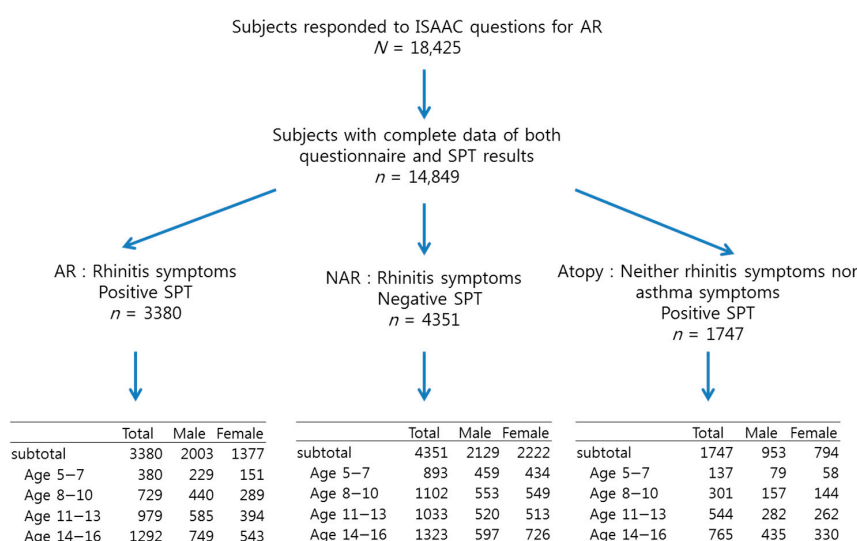 Subjects responded to ISAAC questions for AR
N = 18,425
Subjects with complete data of both
questionnaire and SPT results
n = 14,849
AR : Rhinitis symptoms
Positive SPT
n = 3380
NAR : Rhinitis symptoms
Negative SPT
n = 4351
Atopy : Neither rhinitis symptoms nor
asthma symptoms
Positive SPT
n = 1747
Total Male Female
subtotal 3380 2003 1377
Age 5–7 380 229 151
Age 8–10 729 440 289
Age 11–13 979 585 394
Age 14–16 1292 749 543
Total Male Female
subtotal 4351 2129 2222
Age 5–7 893 459 434
Age 8–10 1102 553 549
Age 11–13 1033 520 513
Age 14–16 1323 597 726
Total Male Female
subtotal 1747 953 794
Age 5–7 137 79 58
Age 8–10 301 157 144
Age 11–13 544 282 262
Age 14–16 765 435 330